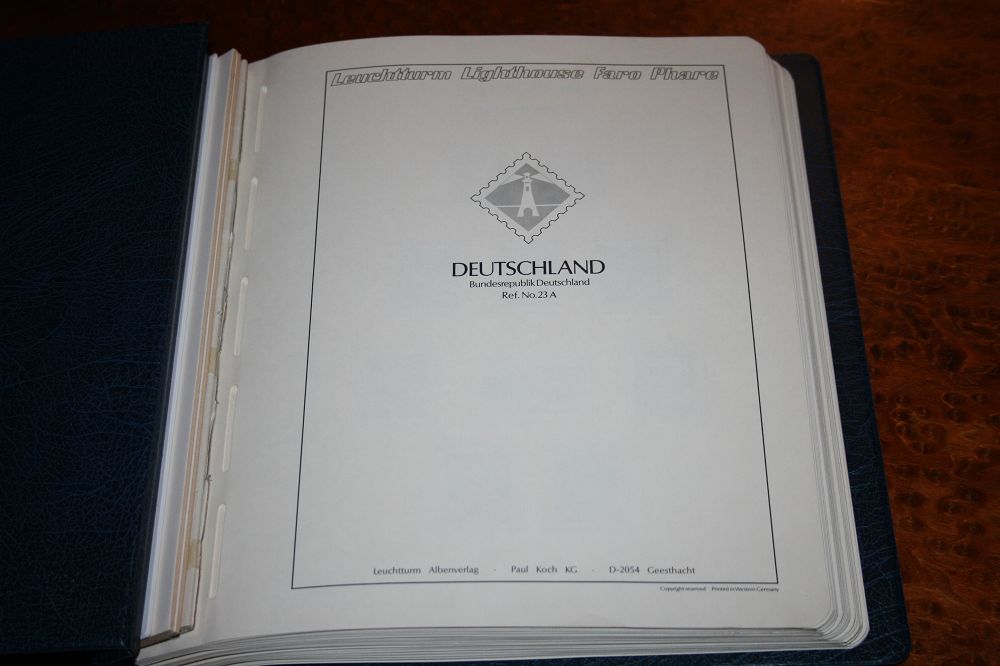 Leuchtturm Lighthouse Faro Phare
DEUTSCHLAND
Bundesrepublik Deutschland
Ref. No. 23 A
Leuchtturm Albenverlag · Paul Koch KG · D-2054 Geesthacht
Copyright reserved Printed in Western Germany